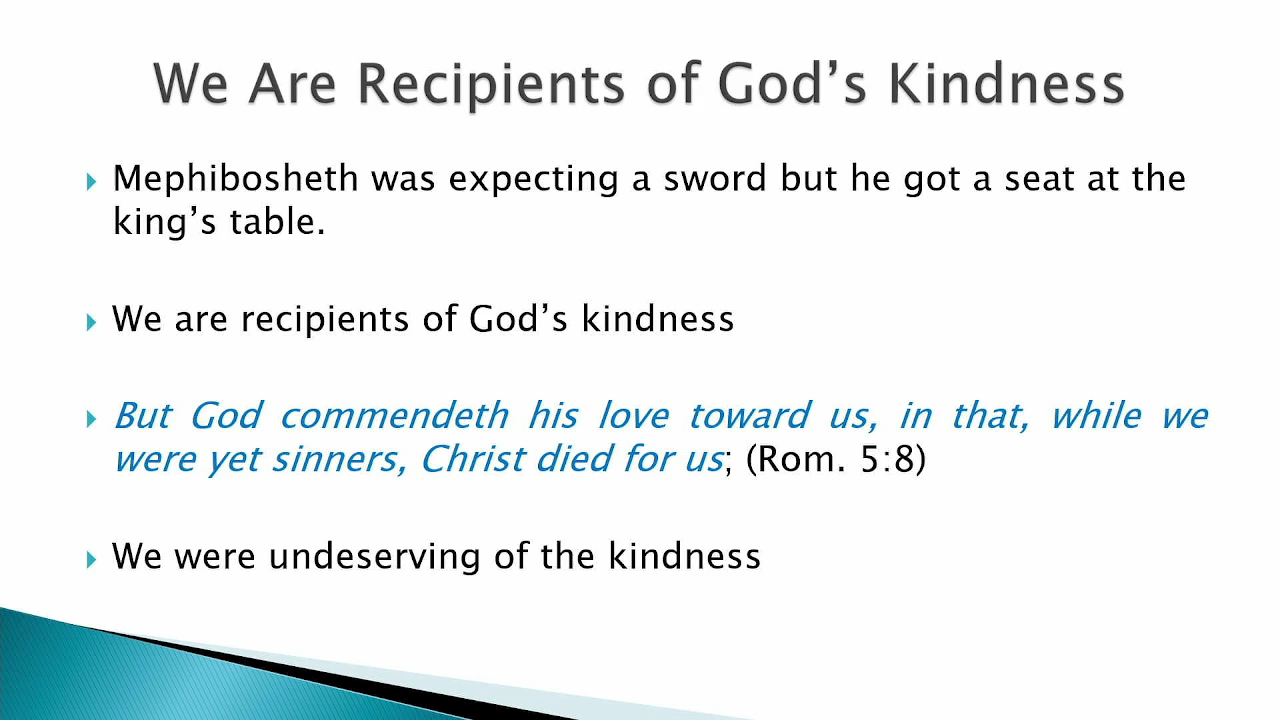 We Are Recipients of God’s Kindness
Mephibosheth was expecting a sword but he got a seat at the
king’s table.
We are recipients of God’s kindness
But God commendeth his love toward us, in that, while we
were yet sinners, Christ died for us; (Rom. 5:8)
We were undeserving of the kindness